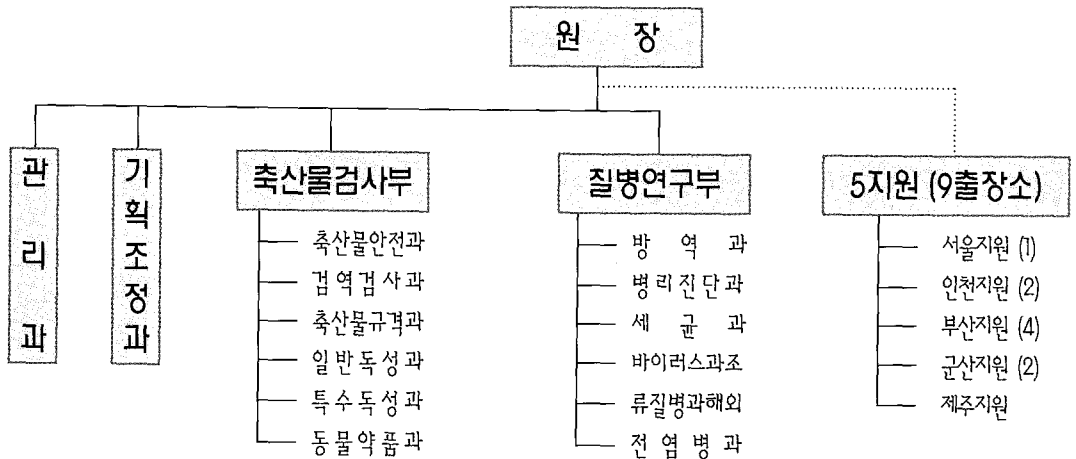 원 장
관리과
기획조정과
축산물검사부
축산물안전과
검역검사과
축산물규격과
일반독성과
특수독성과
동물약품과
질병연구부
방 역 과
병리진단과
세 균 과
바이러스과조
류질병과해외
전 염 병 과
5지원 (9출장소)
서울지원 (1)
인천지원 (2)
부산지원 (4)
군산지원 (2)
제주지원